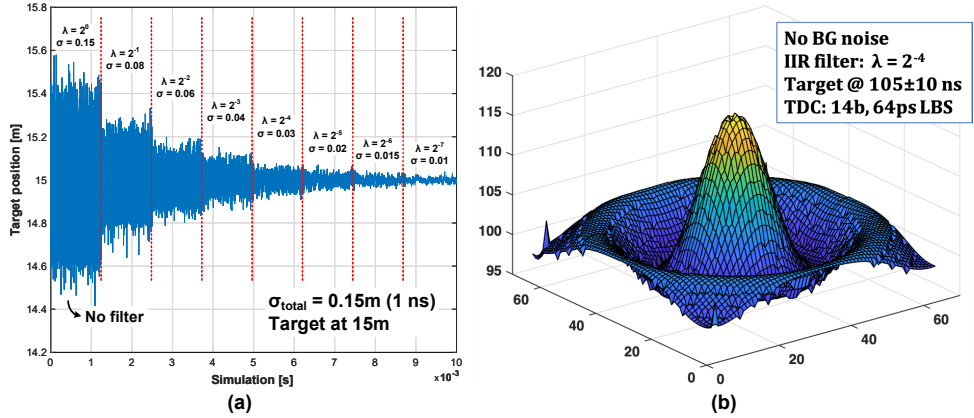 15.8
15.6
15.4
15.2
15
14.8
14.6
14.4
14.2
Target position [m]
λ = 2⁰
σ = 0.15
λ = 2⁻¹
σ = 0.08
λ = 2⁻²
σ = 0.06
λ = 2⁻³
σ = 0.04
λ = 2⁻⁴
σ = 0.03
λ = 2⁻⁵
σ = 0.02
λ = 2⁻⁶
σ = 0.015
λ = 2⁻⁷
σ = 0.01
No filter
σtotal = 0.15m (1 ns)
Target at 15m
0 1 2 3 4 5 6 7 8 9 10
×10⁻³
Simulation [s]
(a)
No BG noise
IIR filter: λ = 2⁻⁴
Target @ 105±10 ns
TDC: 14b, 64ps LBS
120
115
110
105
100
95
60
40
20
0
0
20
40
60
(b)